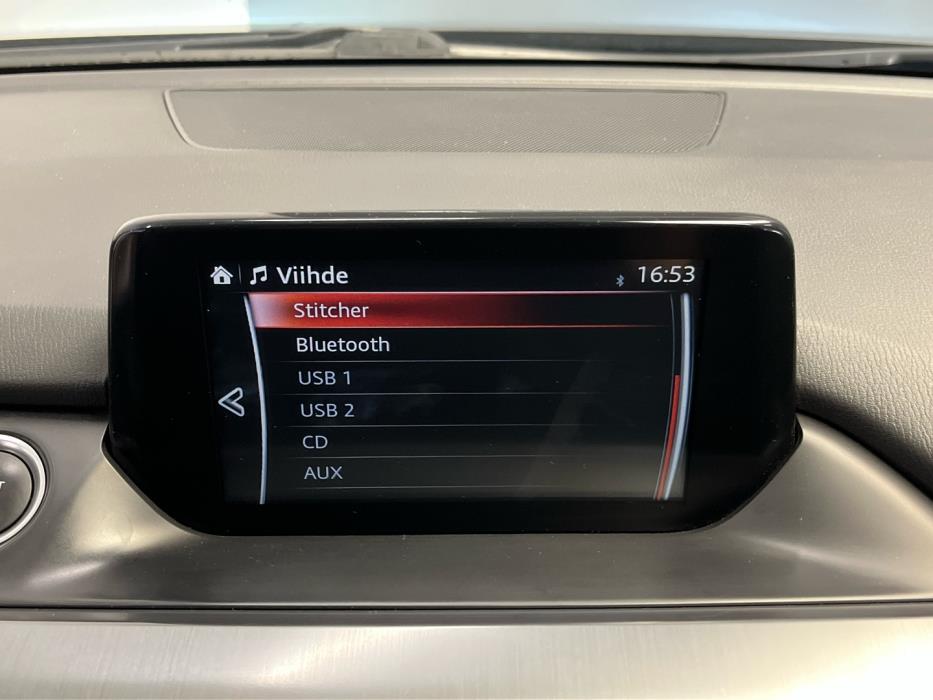 Viihde
16:53
Stitcher
Bluetooth
USB 1
USB 2
CD
AUX